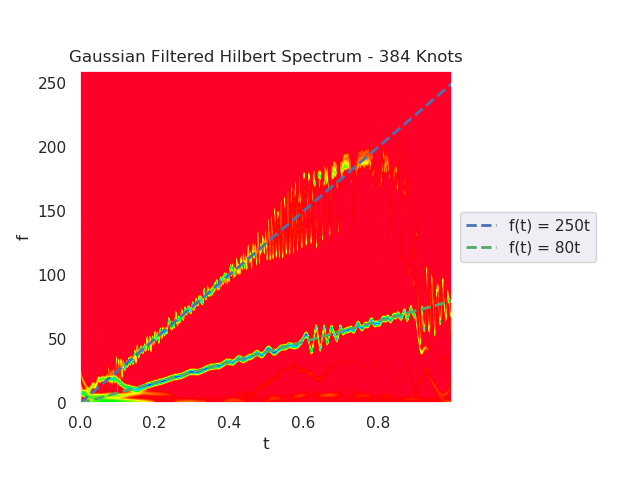 Gaussian Filtered Hilbert Spectrum - 384 Knots
250
200
150
100
50
0
f
0.0 0.2 0.4 0.6 0.8
t
f(t) = 250t
f(t) = 80t